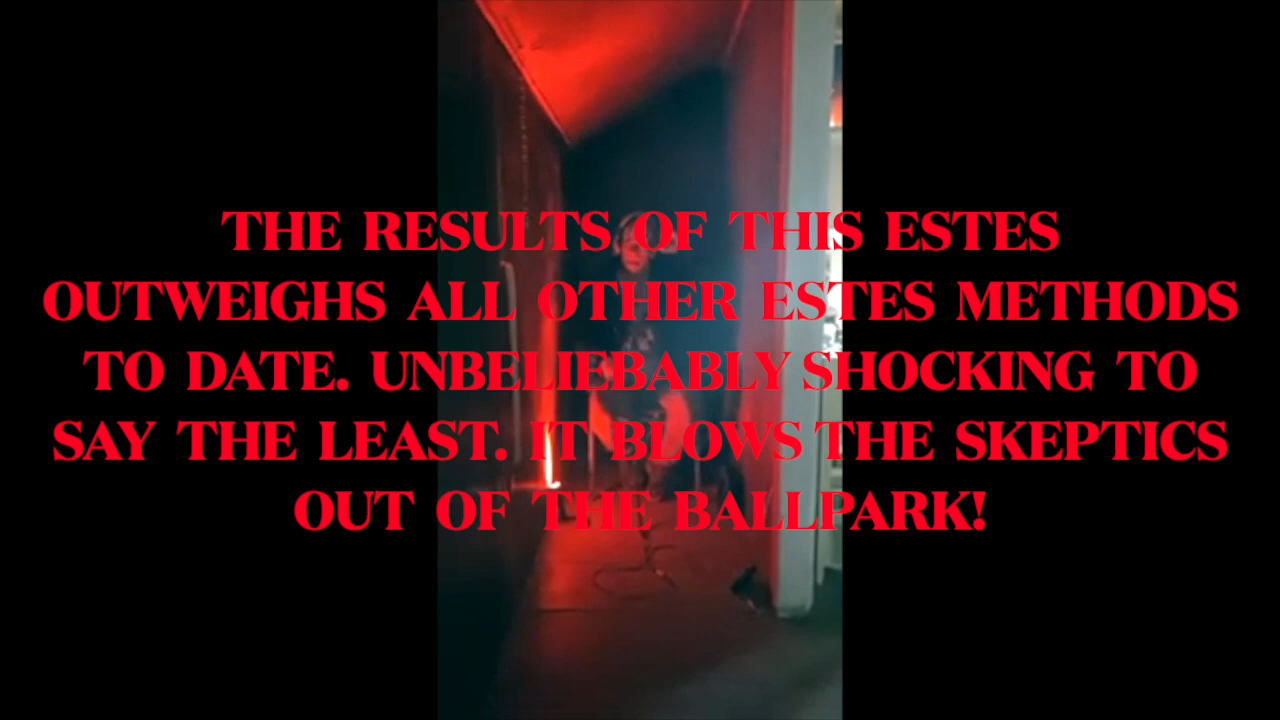 THE RESULTS OF THIS ESTES
OUTWEIGHS ALL OTHER ESTES METHODS
TO DATE. UNBELIEBABLY SHOCKING TO
SAY THE LEAST. IT BLOWS THE SKEPTICS
OUT OF THE BALLPARK!